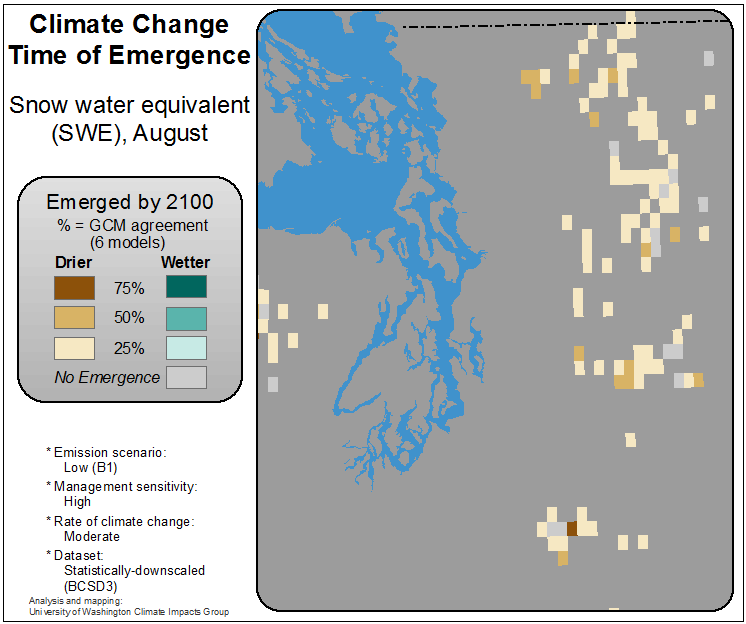 Climate Change
Time of Emergence
Snow water equivalent
(SWE), August
Emerged by 2100
% = GCM agreement
(6 models)
Drier Wetter
75%
50%
25%
No Emergence
* Emission scenario:
Low (B1)
* Management sensitivity:
High
* Rate of climate change:
Moderate
* Dataset:
Statistically-downscaled
(BCSD3)
Analysis and mapping:
University of Washington Climate Impacts Group